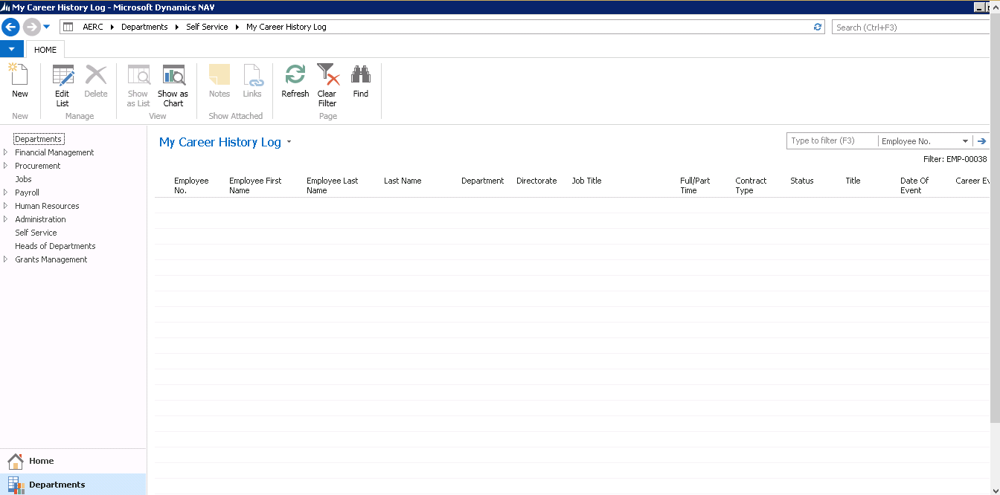 My Career History Log - Microsoft Dynamics NAV
AERC Departments Self Service My Career History Log
Search (Ctrl+F3)
HOME
New
Edit List
Delete
Show as List
Show as Chart
Notes
Links
Refresh
Clear Filter
Find
New
Manage
View
Show Attached
Page
Departments
Financial Management
Procurement
Jobs
Payroll
Human Resources
Administration
Self Service
Heads of Departments
Grants Management
Home
Departments
My Career History Log
Type to filter (F3)
Employee No.
Filter: EMP-00038
Employee No.
Employee First Name
Employee Last Name
Last Name
Department
Directorate
Job Title
Full/Part Time
Contract Type
Status
Title
Date Of Event
Career Ev